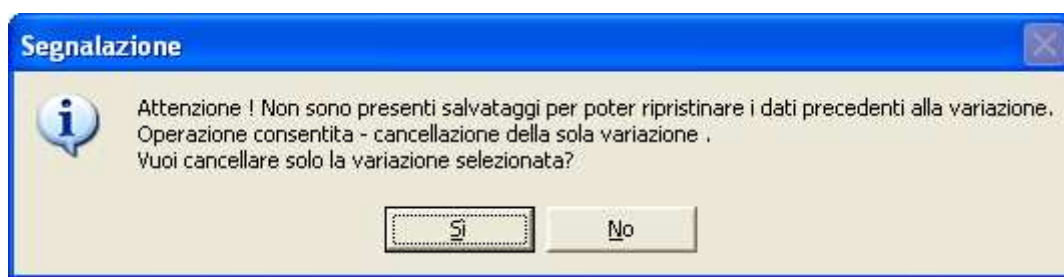 Segnalazione
Attenzione ! Non sono presenti salvataggi per poter ripristinare i dati precedenti alla variazione.
Operazione consentita - cancellazione della sola variazione .
Vuoi cancellare solo la variazione selezionata?
Sì No